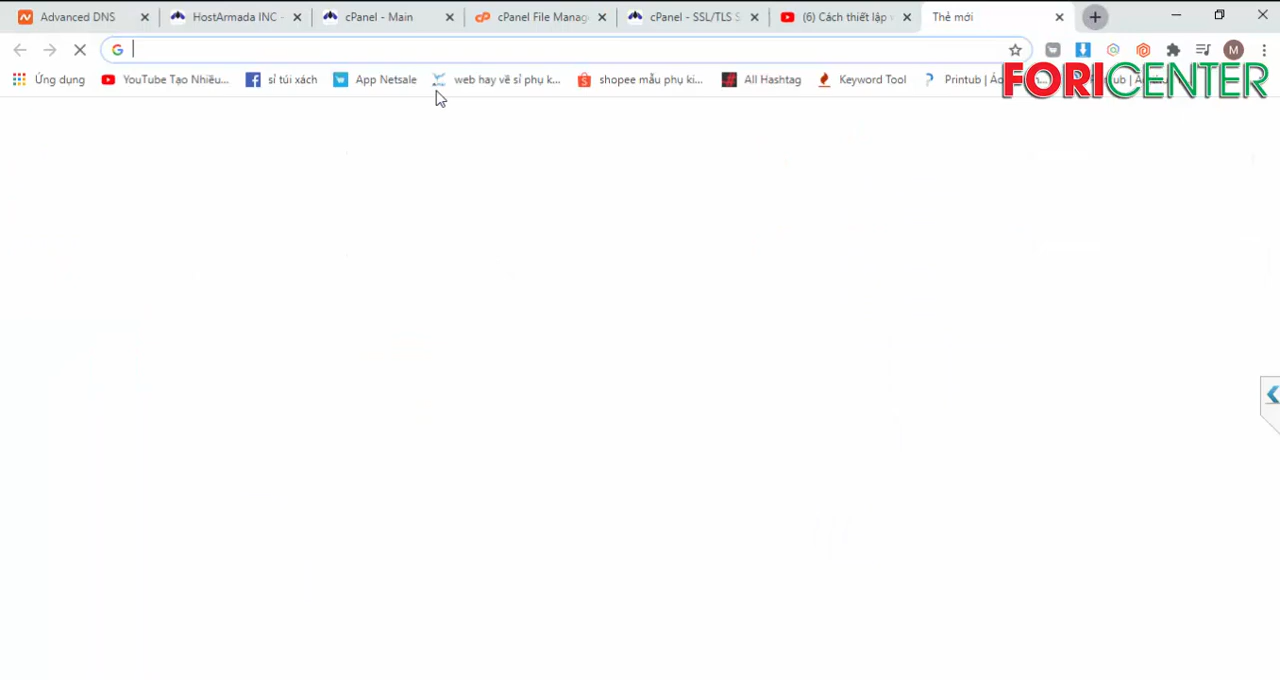 Advanced DNS
HostArmada INC -
cPanel - Main
cPanel File Manag
cPanel - SSL/TLS S
(6) Cách thiết lập
Thẻ mới
Ứng dụng
YouTube Tạo Nhiều...
sỉ túi xách
App Netsale
web hay về sỉ phụ k...
shopee mẫu phụ ki...
All Hashtag
Keyword Tool
Printub |
M
FORICENTER